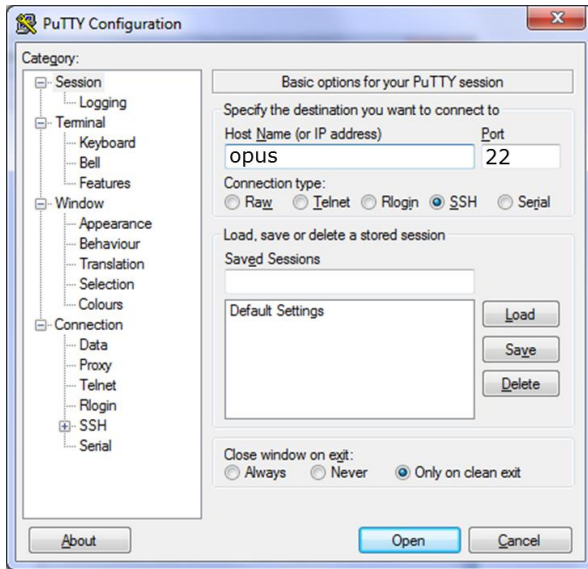 PuTTY Configuration
Category:
Session
Logging
Terminal
Keyboard
Bell
Features
Window
Appearance
Behaviour
Translation
Selection
Colours
Connection
Data
Proxy
Telnet
Rlogin
SSH
Serial
Basic options for your PuTTY session
Specify the destination you want to connect to
Host Name (or IP address) Port
opus 22
Connection type:
Raw Telnet Rlogin SSH Serial
Load, save or delete a stored session
Saved Sessions
Default Settings
Load
Save
Delete
Close window on exit:
Always Never Only on clean exit
About Open Cancel